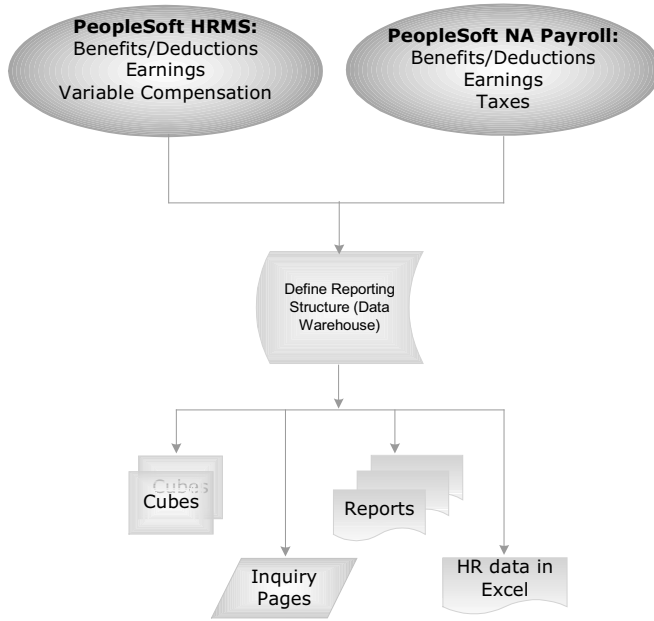 PeopleSoft HRMS:
Benefits/Deductions
Earnings
Variable Compensation
PeopleSoft NA Payroll:
Benefits/Deductions
Earnings
Taxes
Define Reporting
Structure (Data
Warehouse)
Cubes
Cubes
Reports
Inquiry
Pages
HR data in
Excel